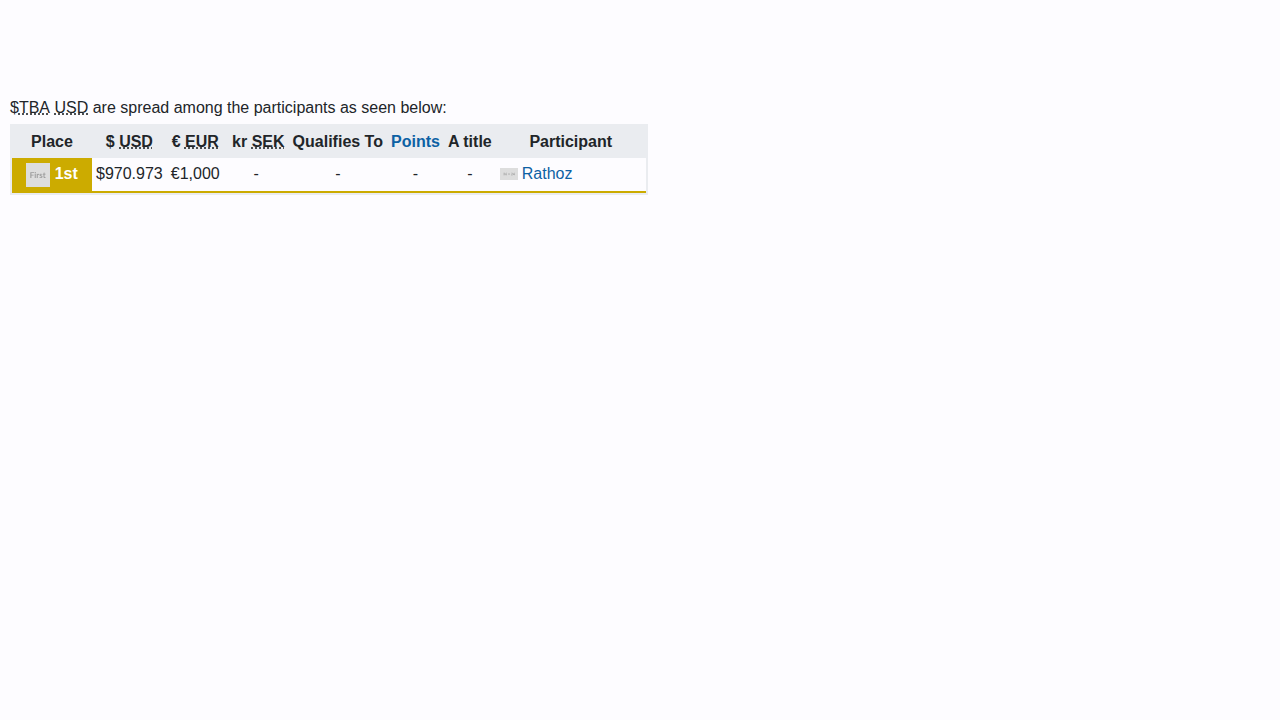 $TBA USD are spread among the participants as seen below:
Place $ USD € EUR kr SEK Qualifies To Points A title Participant
First 1st $970.973 €1,000 - - - - Rathoz